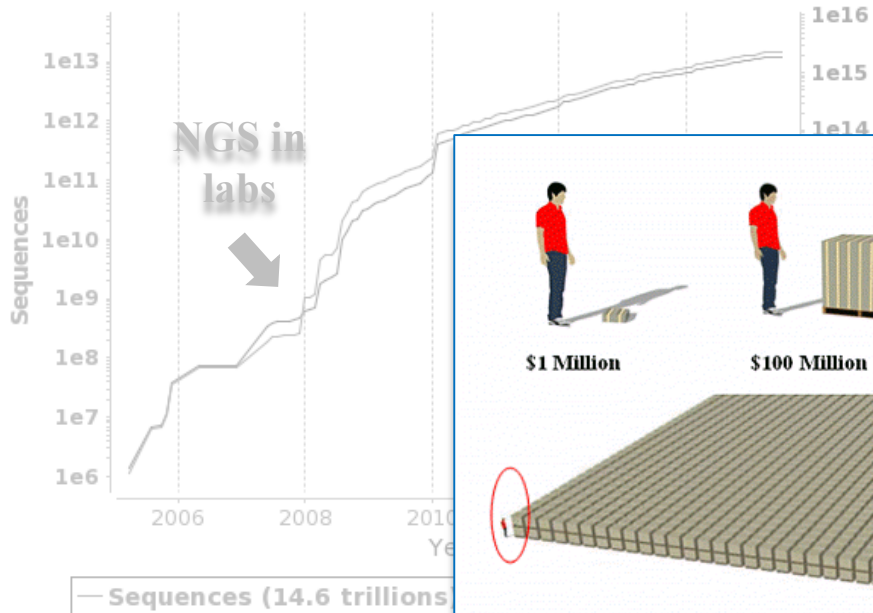 1e16
1e13
1e15
1e12
1e14
NGS in
labs
1e11
1e10
1e9
1e8
1e7
1e6
Sequences
$1 Million
$100 Million
2006
2008
2010
Sequences (14.6 trillions)